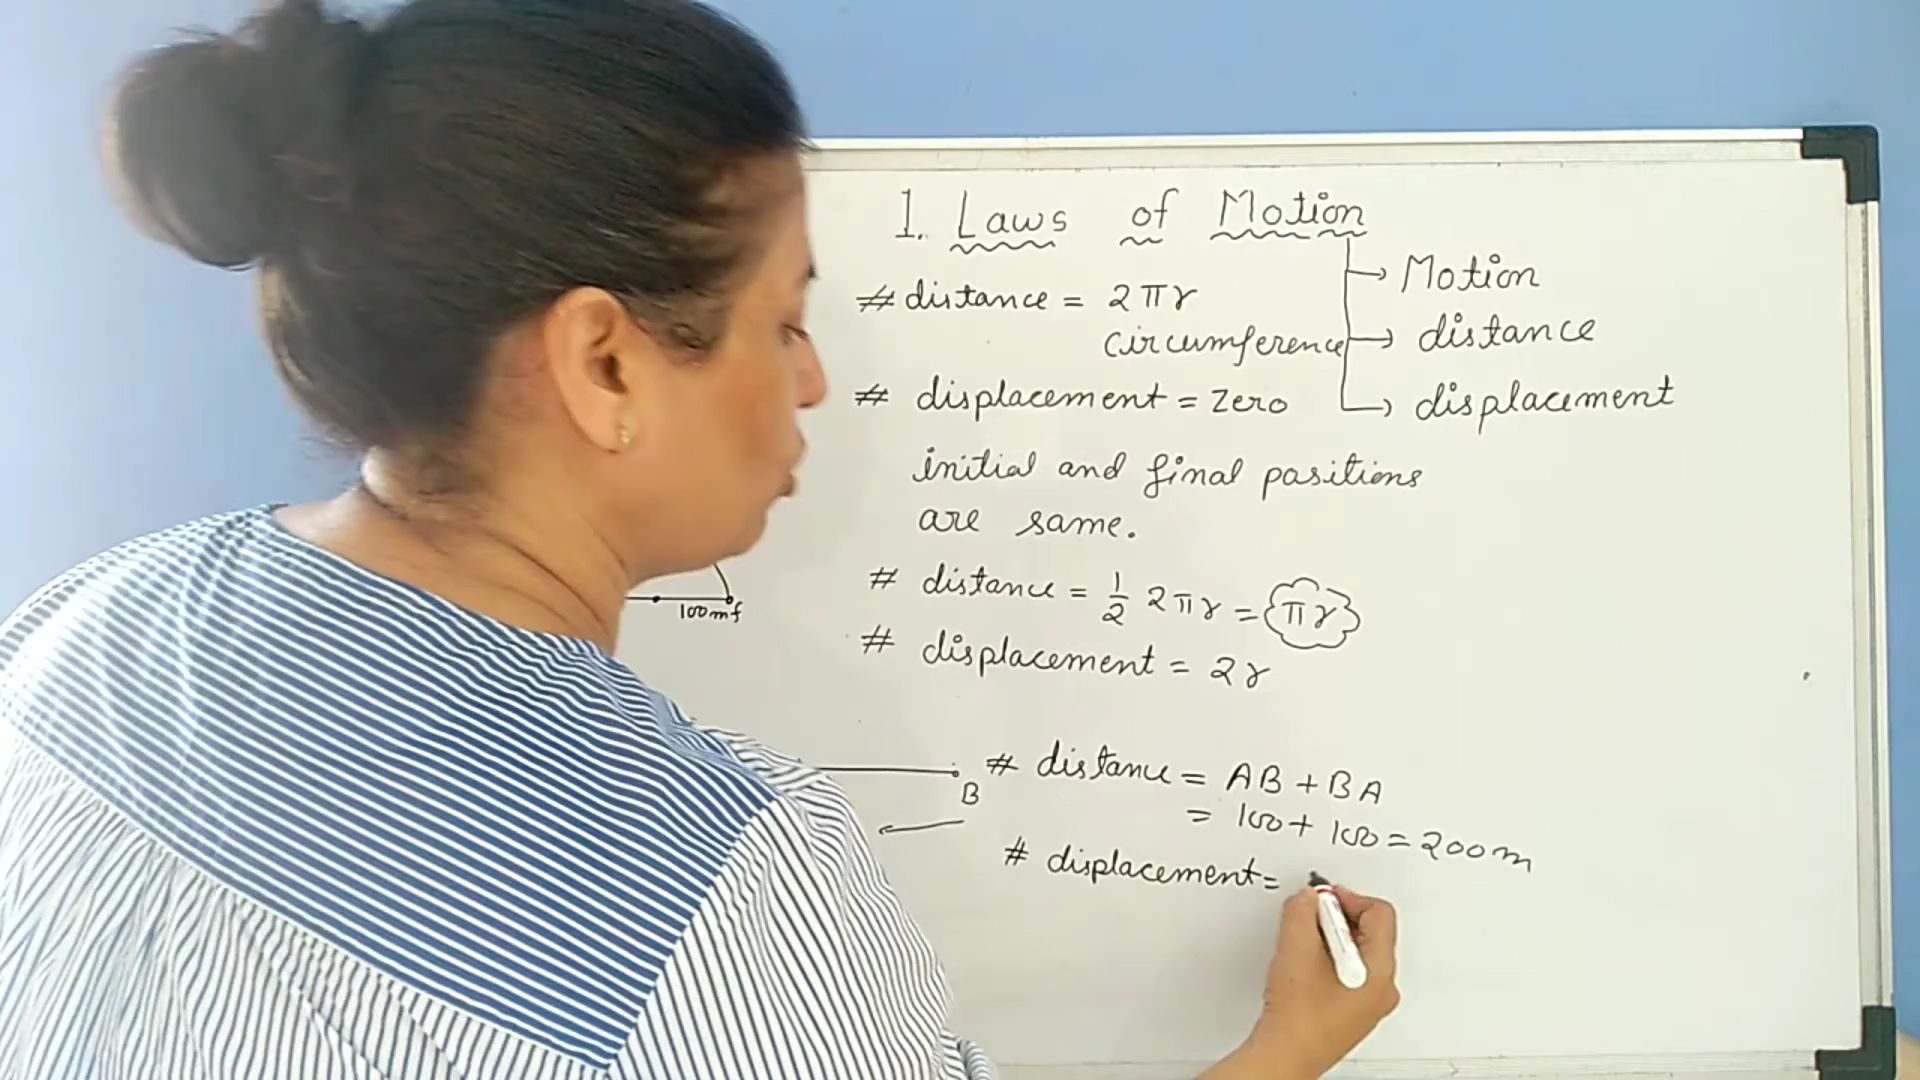 1. Laws of Motion
→ Motion
# distance = 2πr
circumference
→ distance
# displacement = zero
→ displacement
initial and final positions
are same.
# distance = 1/2 2πr = πr
100m f
# displacement = 2r
# distance = AB + BA
B
= 100 + 100 = 200m
# displacement =